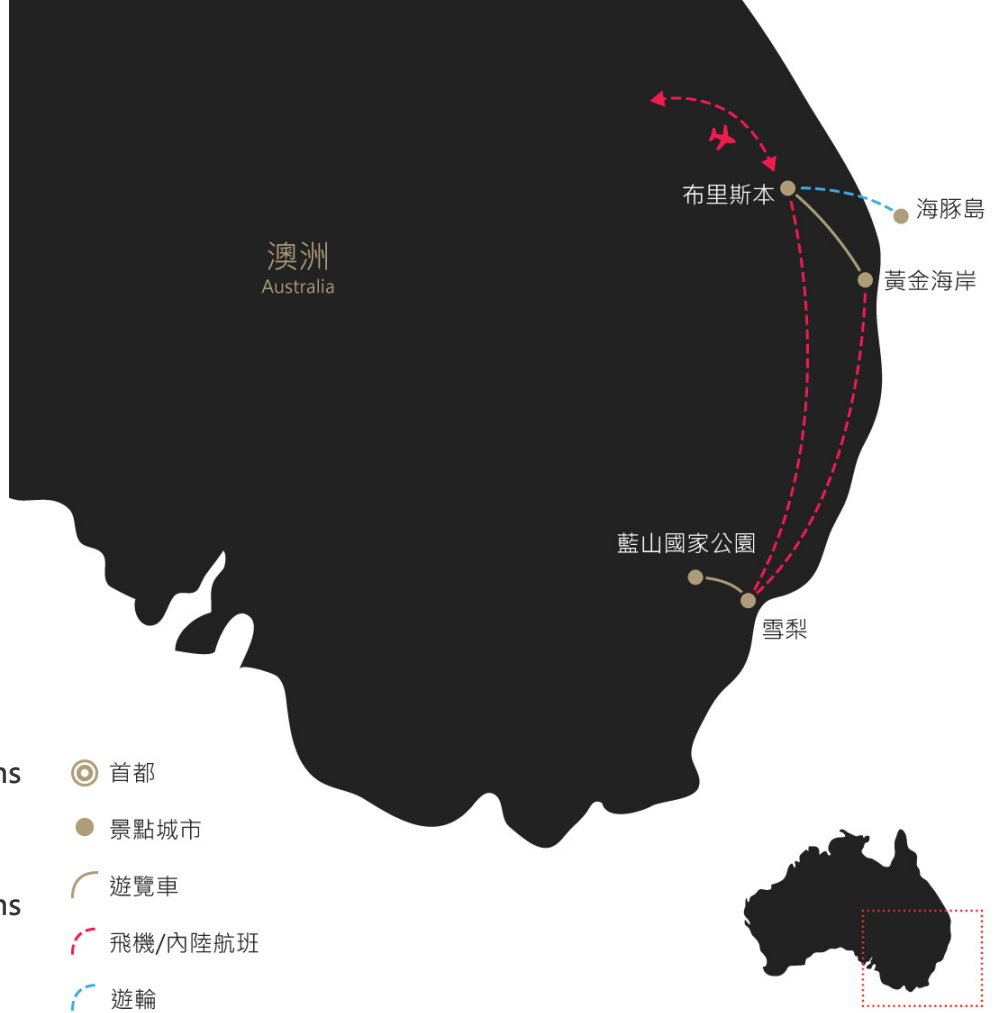 布里斯本
海豚島
澳洲
Australia
黃金海岸
藍山國家公園
雪梨
ns
首都
景點城市
遊覽車
ns
飛機/內陸航班
遊輪